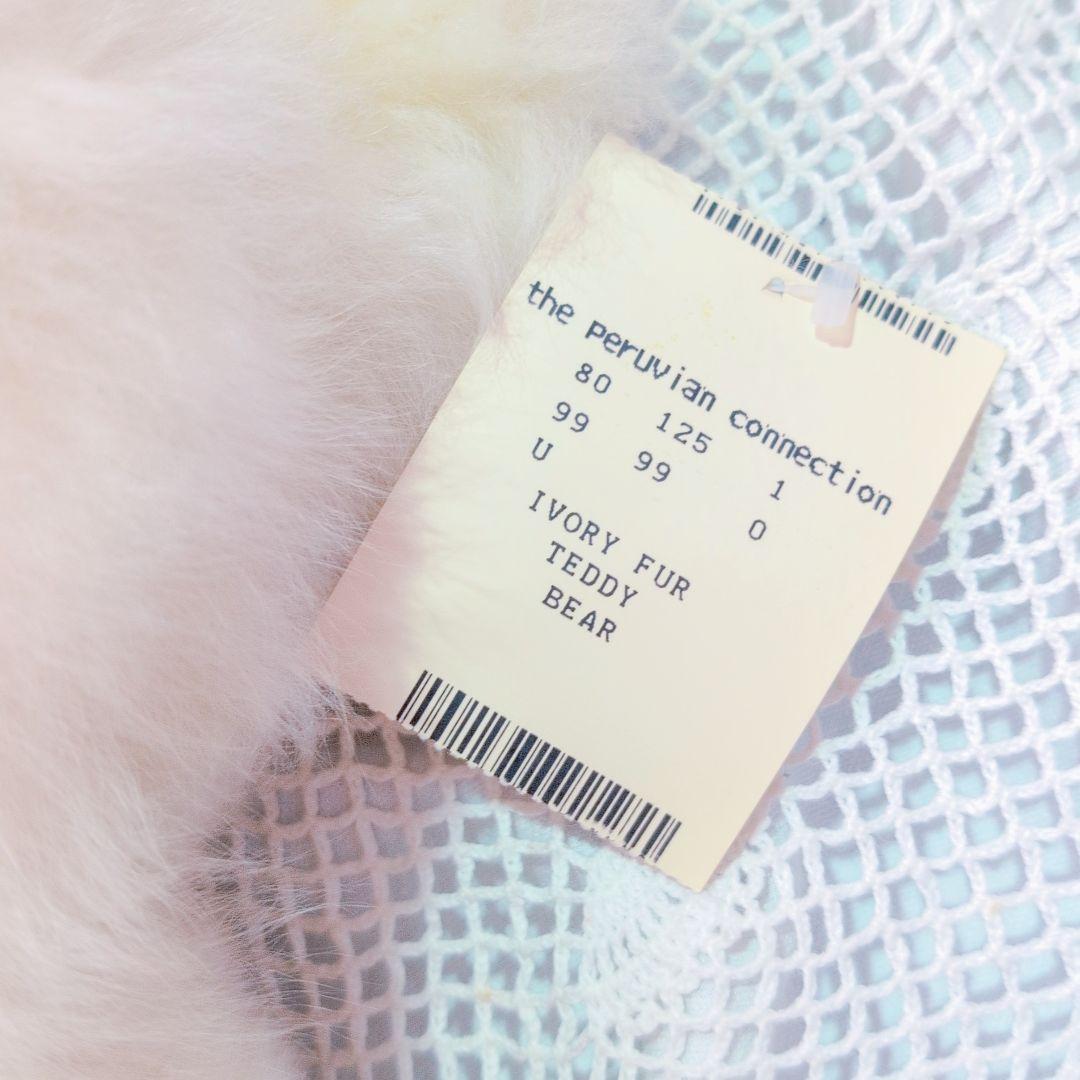 the peruvian connection
80 125 1
99 99 0
U
IVORY FUR
TEDDY
BEAR